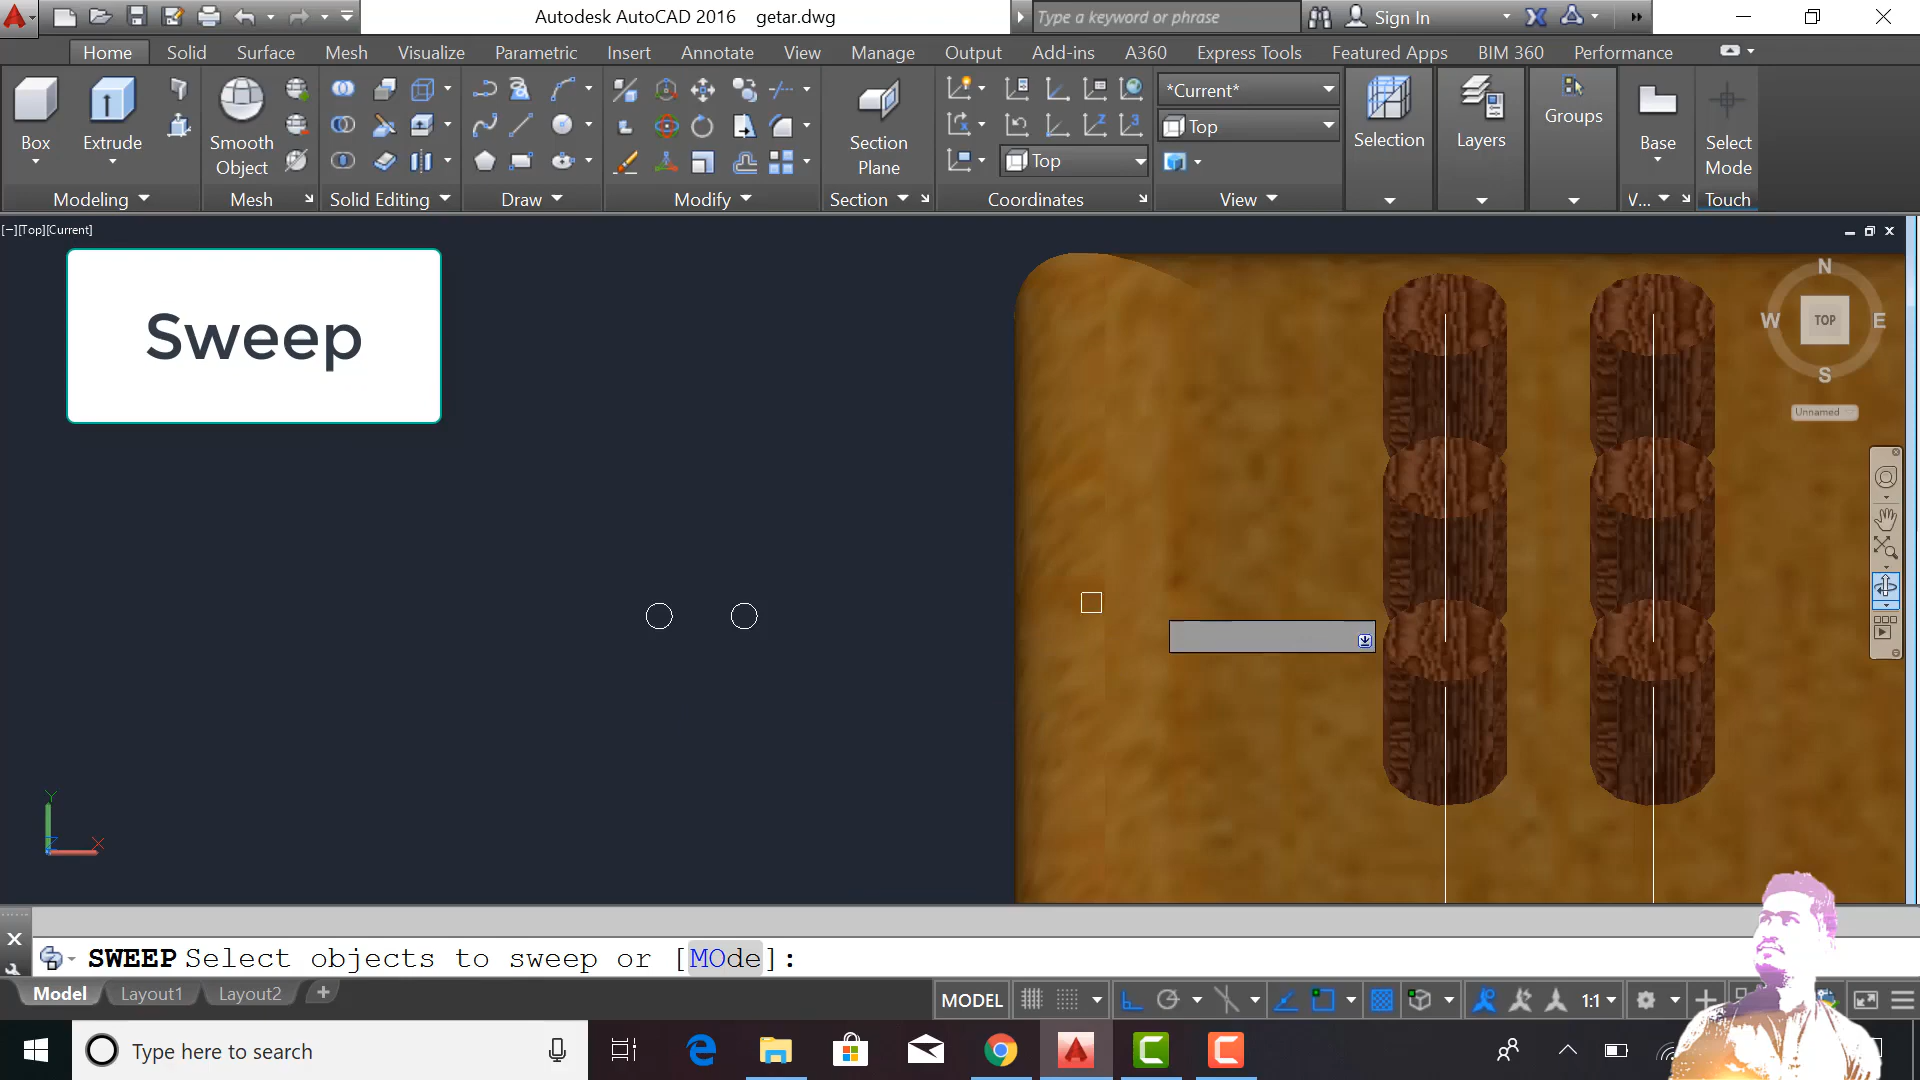 Autodesk AutoCAD 2016 getar.dwg
Type a keyword or phrase
Sign In
Home Solid Surface Mesh Visualize Parametric Insert Annotate View Manage Output Add-ins A360 Express Tools Featured Apps BIM 360 Performance
Box
Extrude
Smooth Object
Section Plane
*Current*
Top
Top
Selection
Layers
Groups
Base
Select Mode
Modeling Mesh Solid Editing Draw Modify Section Coordinates View V... Touch
[−][Top][Current]
Sweep
N
W TOP E
S
Unnamed
Y
X
SWEEP Select objects to sweep or [MOde]:
Model Layout1 Layout2 +
MODEL 1:1
Type here to search